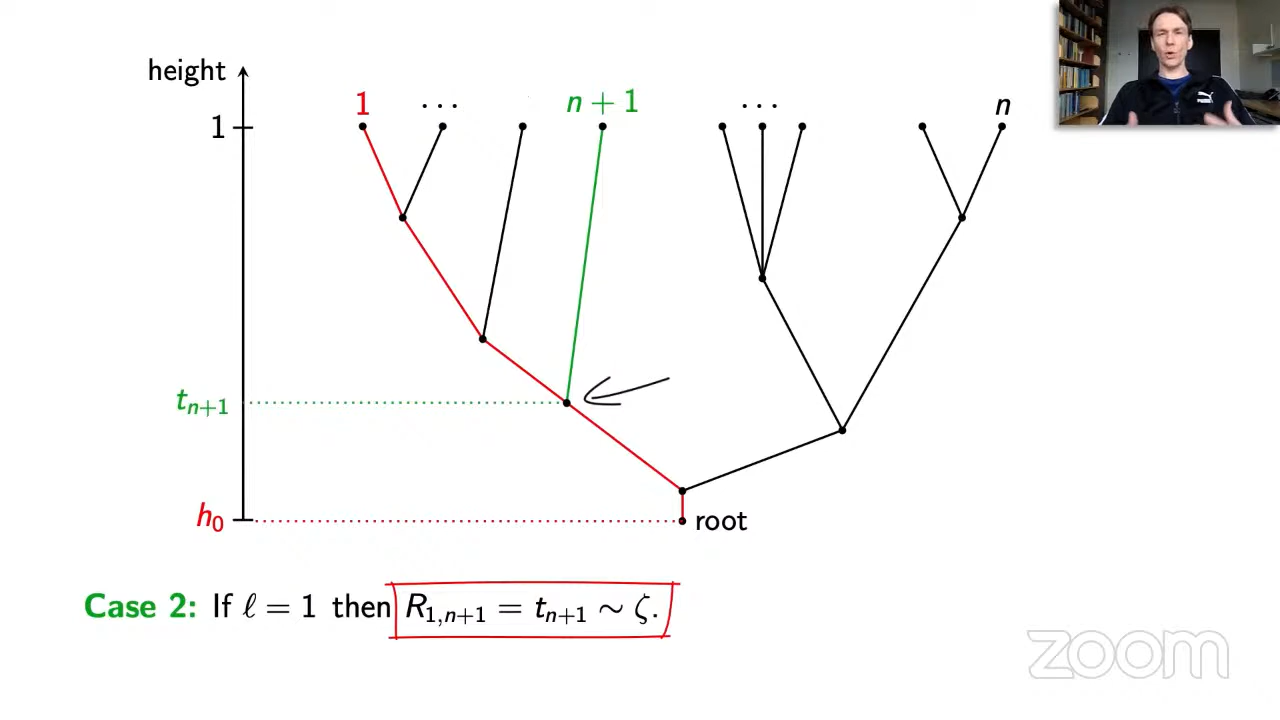 height
1 ⋯ n + 1 ⋯ n
1
t_{n+1}
h_0 root
Case 2: If ℓ = 1 then R_{1,n+1} = t_{n+1} ∼ ζ.
zoom